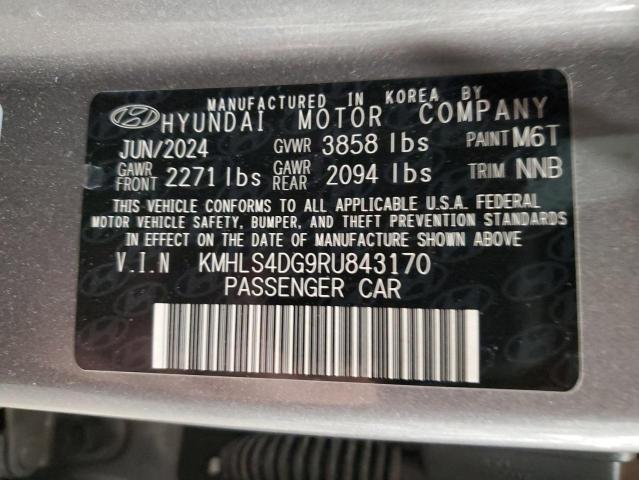 MANUFACTURED IN KOREA BY
HYUNDAI MOTOR COMPANY
JUN/2024 GVWR 3858 lbs PAINT M6T
GAWR FRONT 2271 lbs GAWR REAR 2094 lbs TRIM NNB
THIS VEHICLE CONFORMS TO ALL APPLICABLE U.S.A. FEDERAL
MOTOR VEHICLE SAFETY, BUMPER, AND THEFT PREVENTION STANDARDS
IN EFFECT ON THE DATE OF MANUFACTURE SHOWN ABOVE.
V.I.N KMHLS4DG9RU843170
PASSENGER CAR